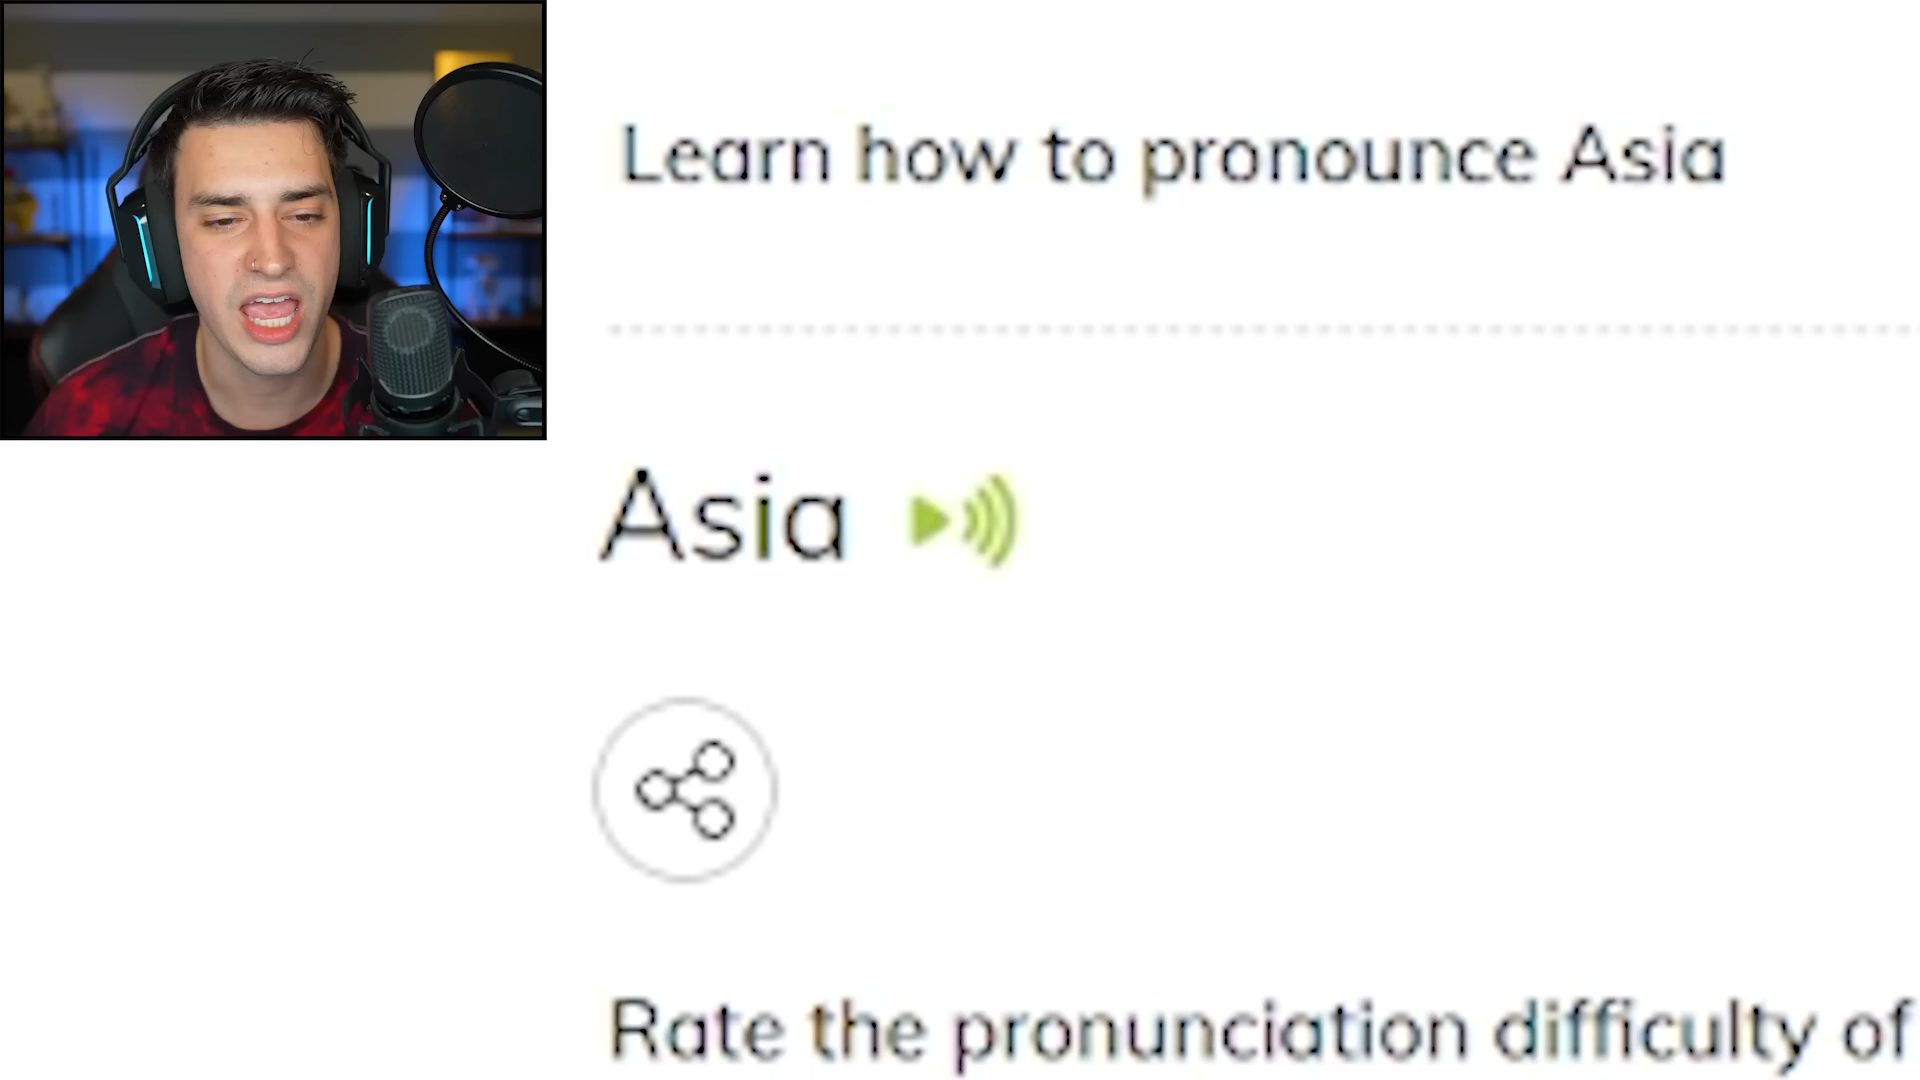 Learn how to pronounce Asia
Asia
Rate the pronunciation difficulty of